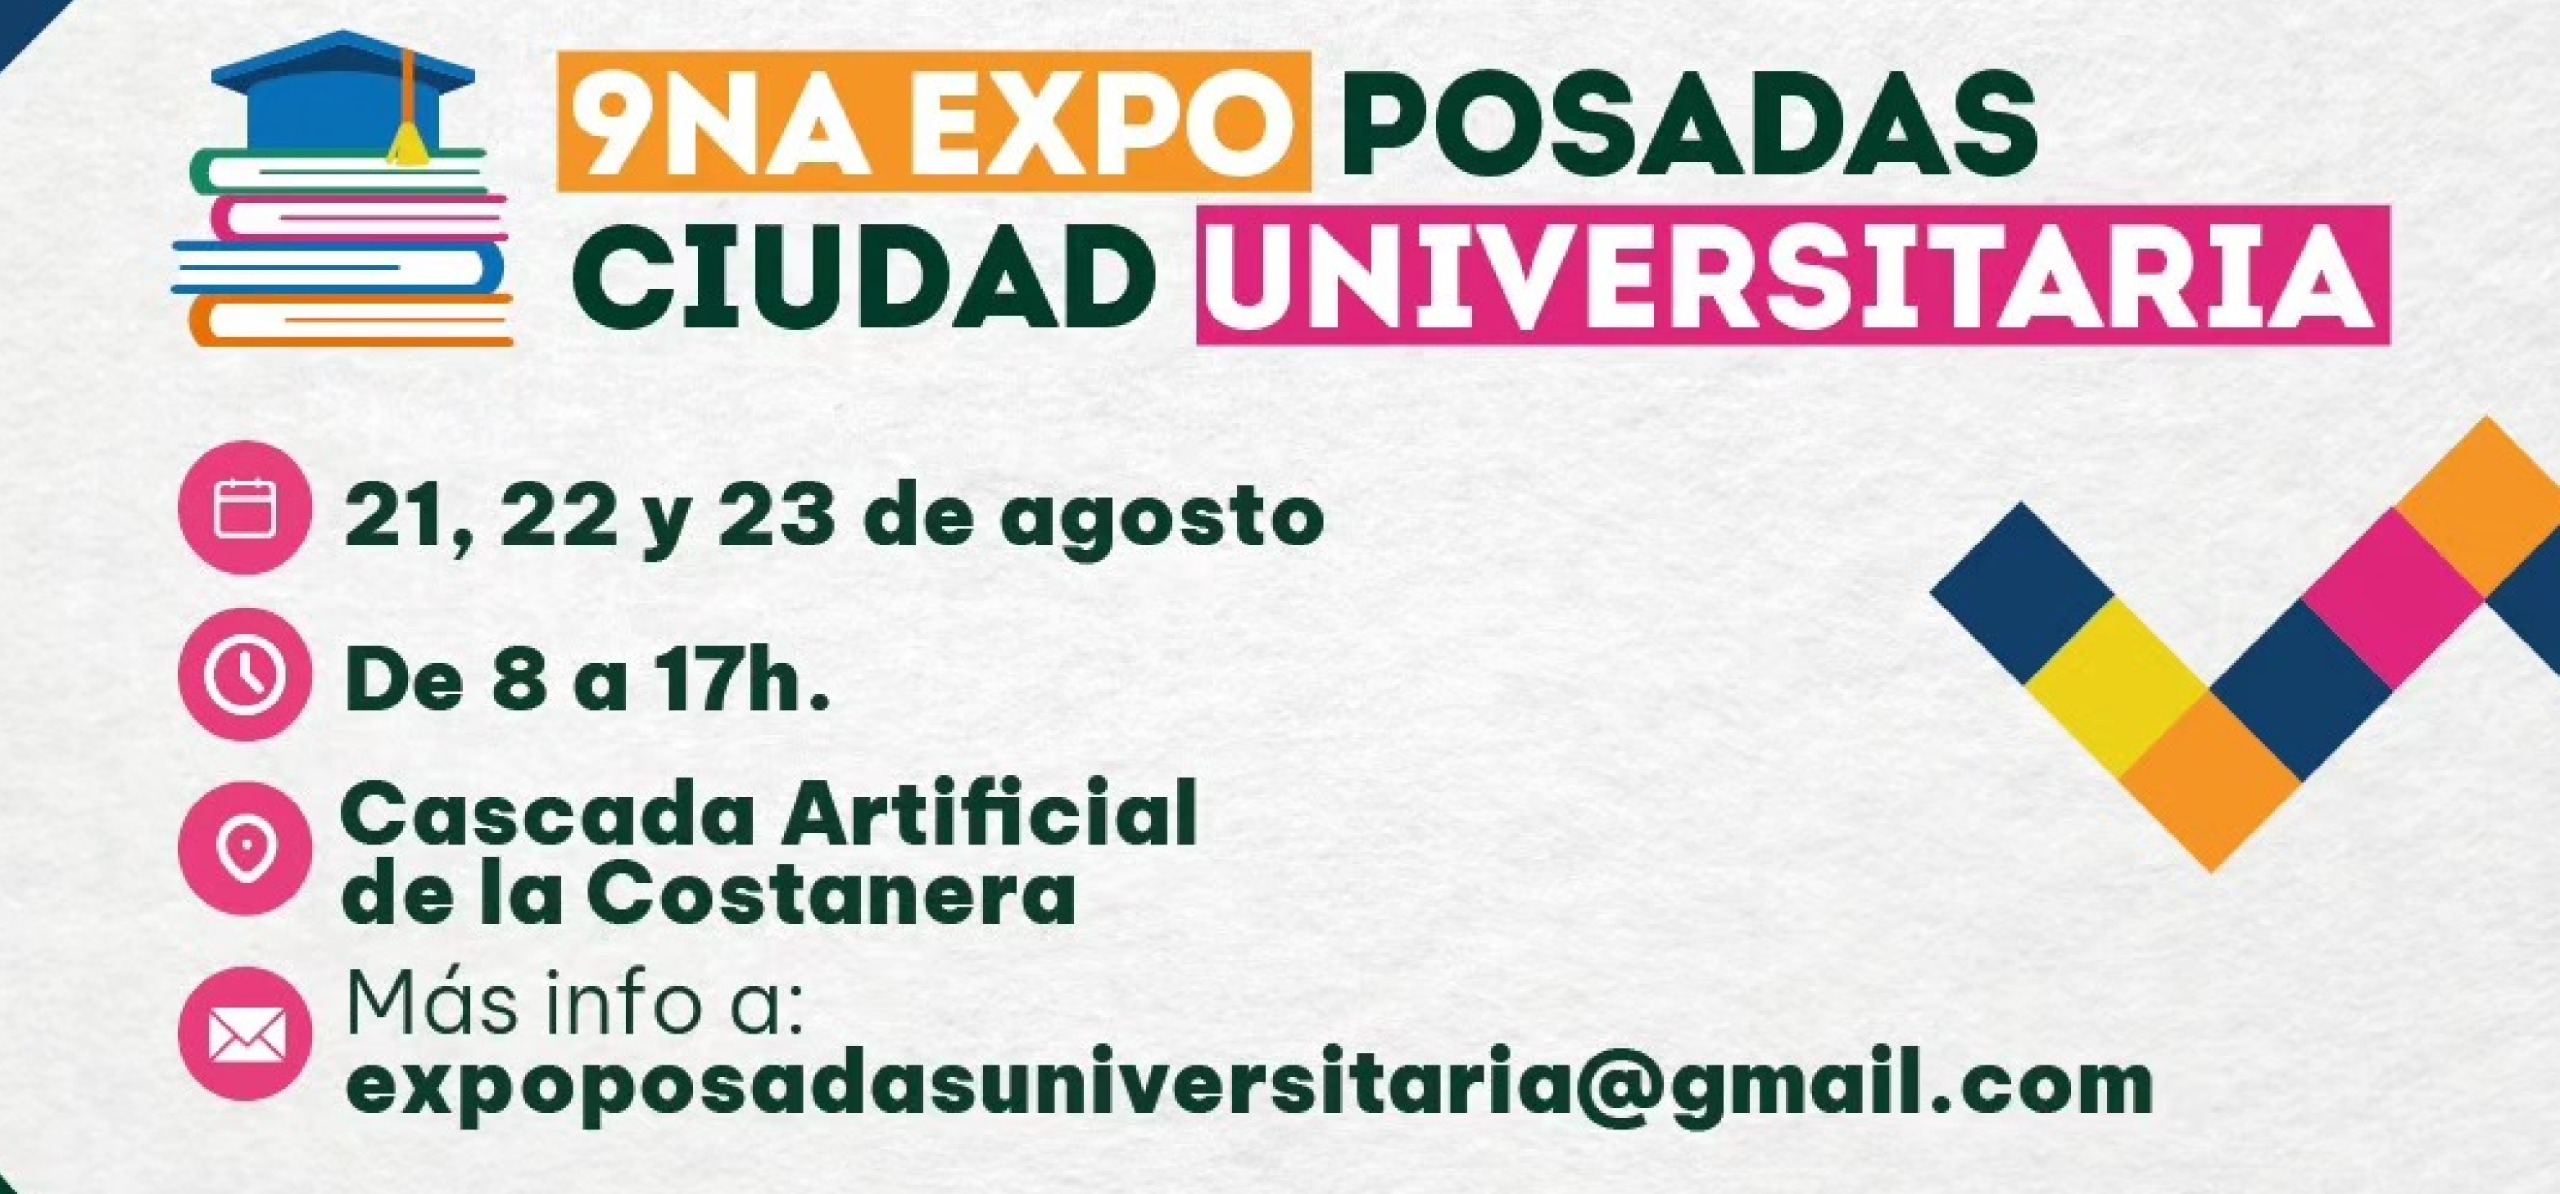 9NA EXPO POSADAS
CIUDAD UNIVERSITARIA
21, 22 y 23 de agosto
De 8 a 17h.
Cascada Artificial
de la Costanera
Más info a:
expoposadasuniversitaria@gmail.com